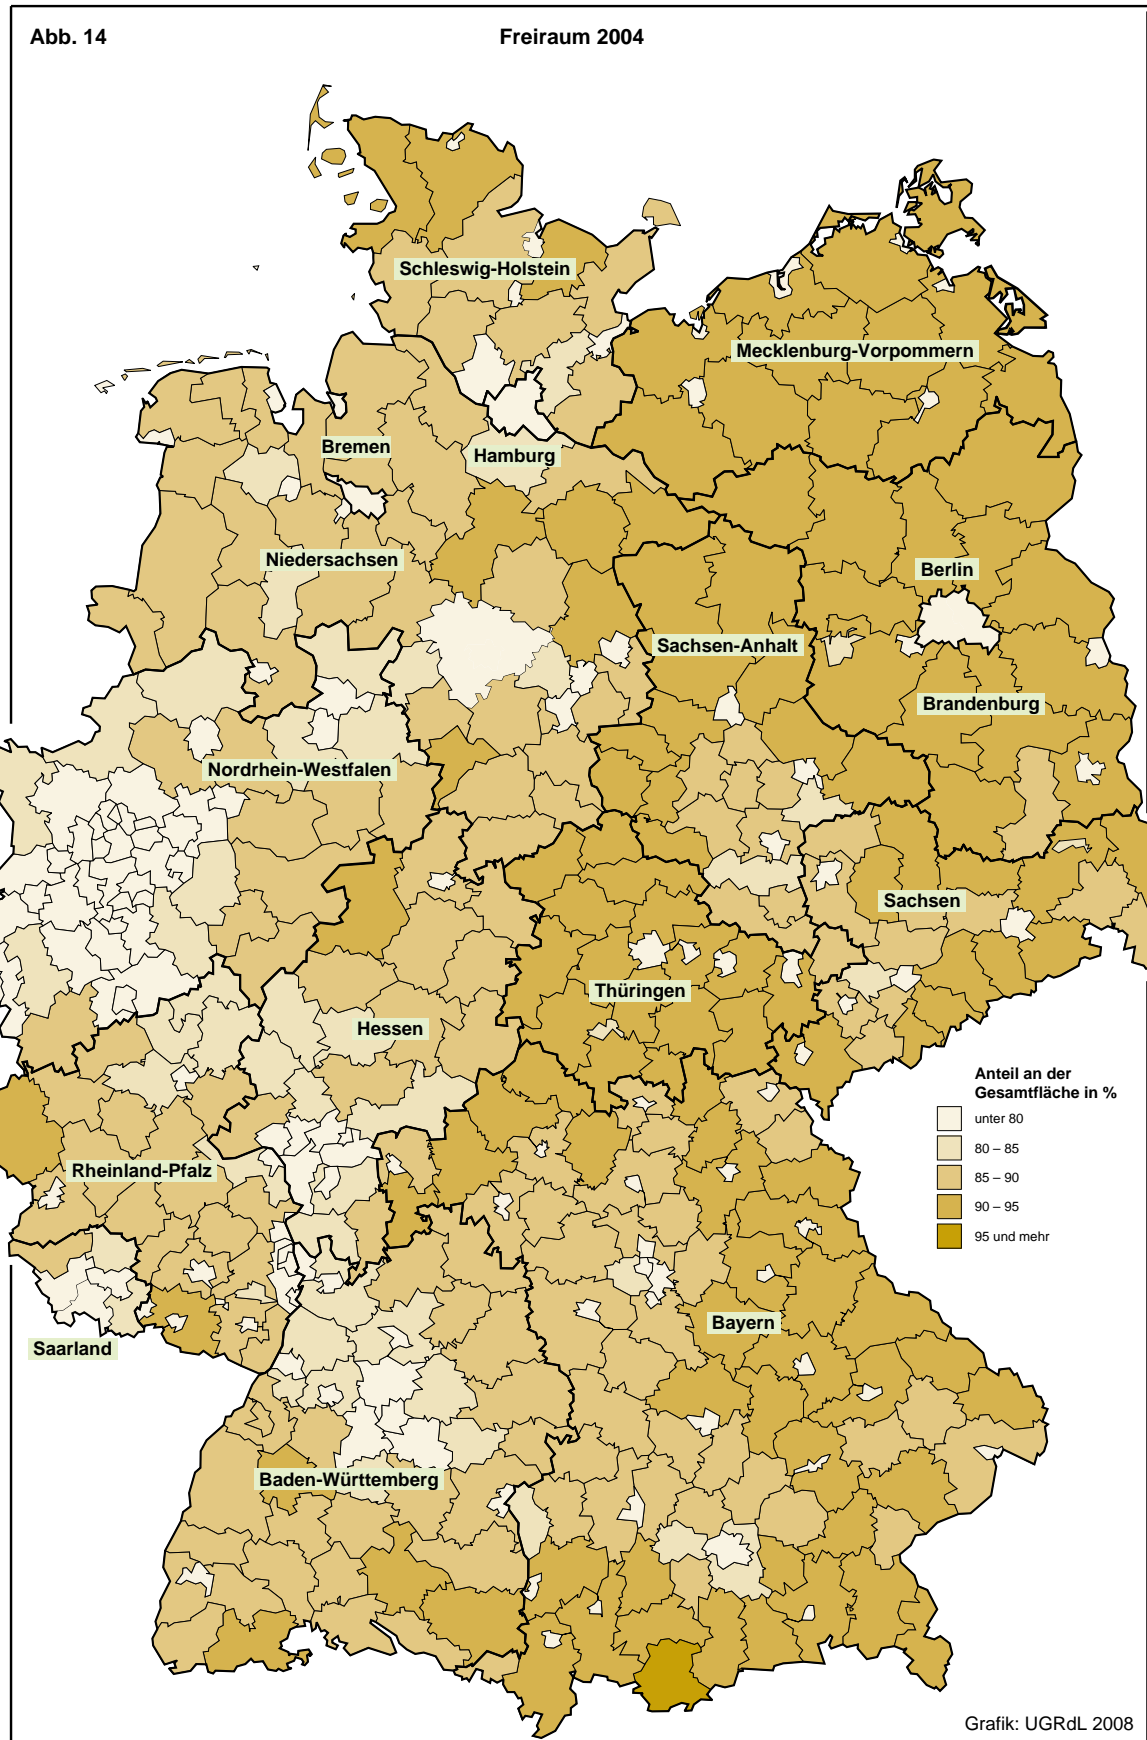 Abb. 14
Freiraum 2004
Schleswig-Holstein
Mecklenburg-Vorpommern
Bremen
Hamburg
Niedersachsen
Berlin
Sachsen-Anhalt
Brandenburg
Nordrhein-Westfalen
Sachsen
Thüringen
Hessen
Anteil an der
Gesamtfläche in %
unter 80
80 – 85
85 – 90
90 – 95
95 und mehr
Rheinland-Pfalz
Bayern
Saarland
Baden-Württemberg
Grafik: UGRdL 2008